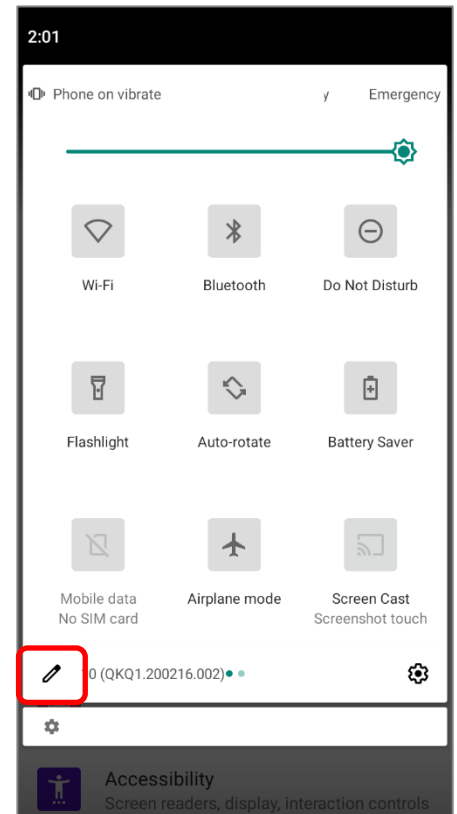 2:01
Phone on vibrate y Emergency
Wi-Fi Bluetooth Do Not Disturb
Flashlight Auto-rotate Battery Saver
Mobile data Airplane mode Screen Cast
No SIM card Screenshot touch
0 (QKQ1.200216.002)
Accessibility
Screen readers, display, interaction controls